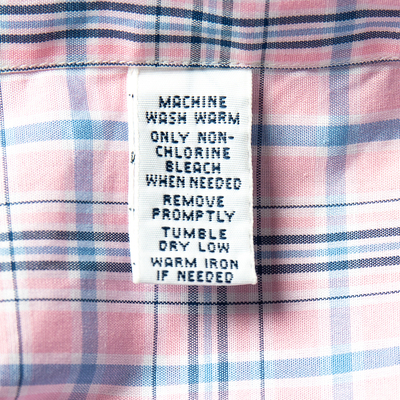 MACHINE
WASH WARM
ONLY NON-
CHLORINE
BLEACH
WHEN NEEDED
REMOVE
PROMPTLY
TUMBLE
DRY LOW
WARM IRON
IF NEEDED